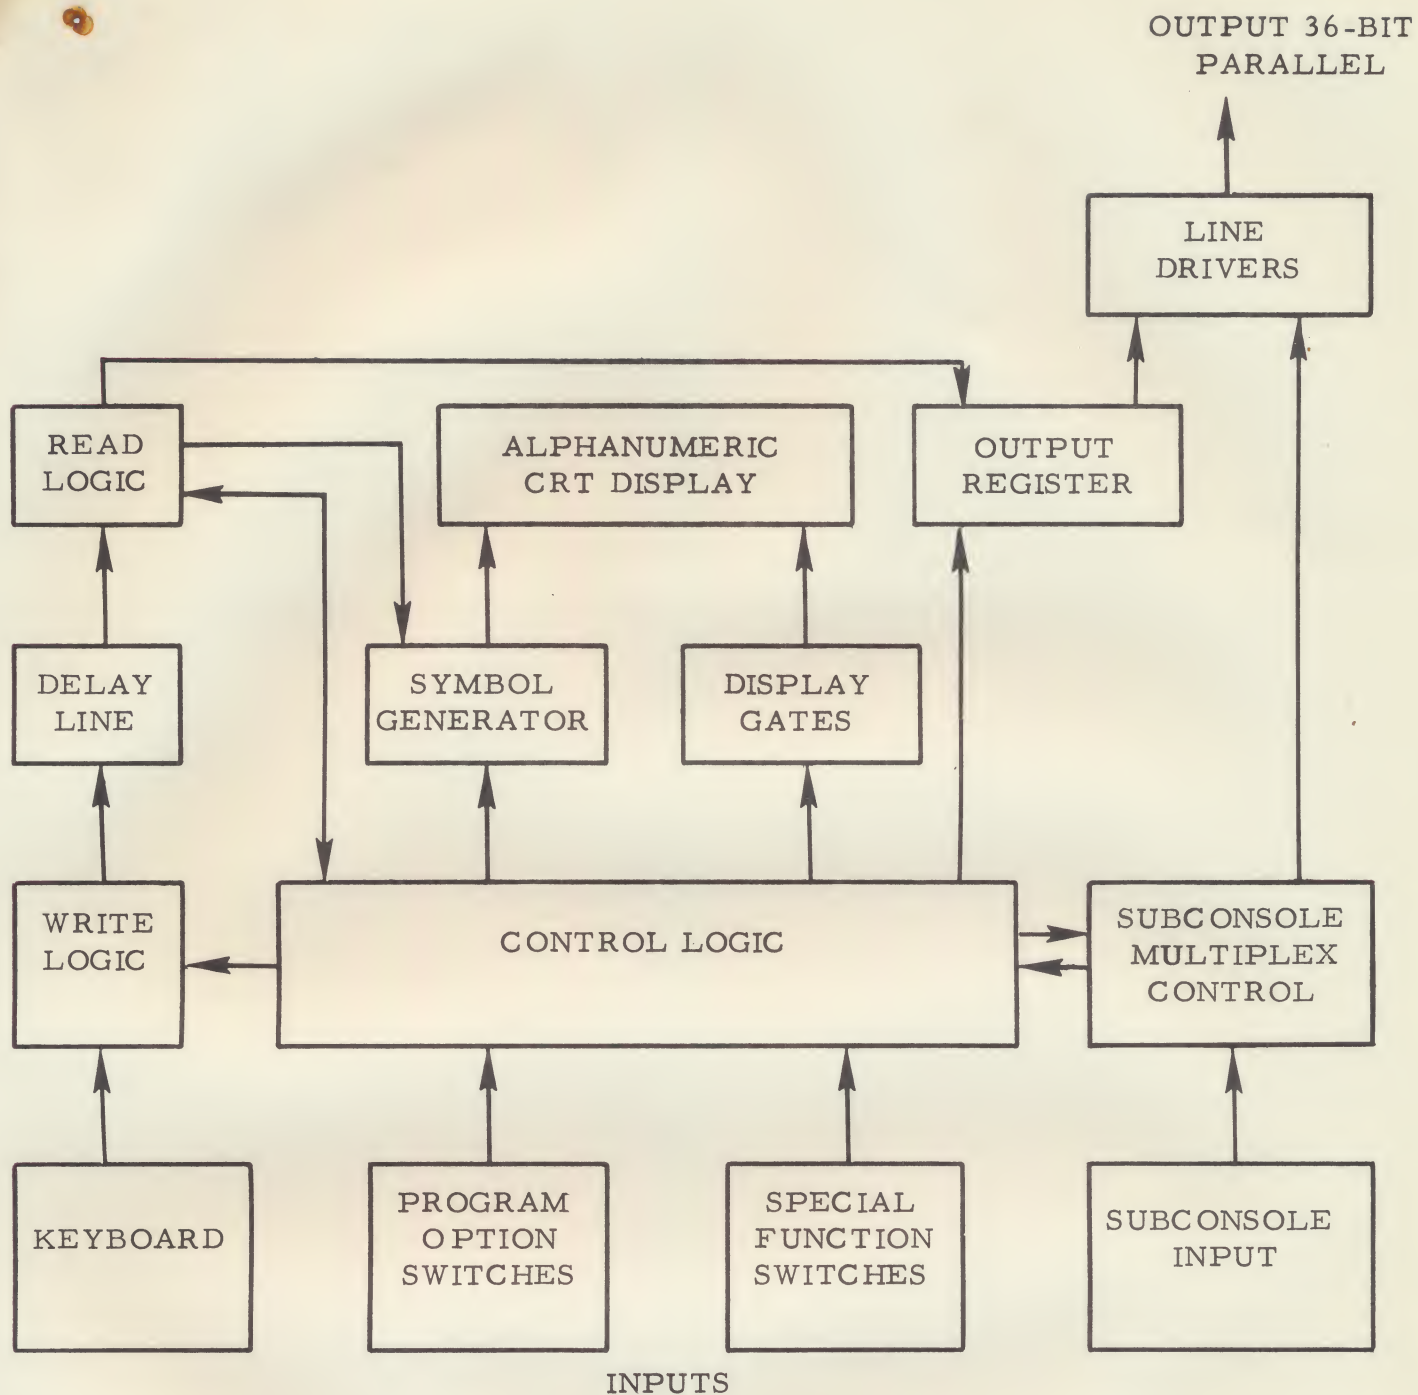 OUTPUT 36-BIT
PARALLEL
LINE
DRIVERS
READ
LOGIC
ALPHANUMERIC
CRT DISPLAY
OUTPUT
REGISTER
DELAY
LINE
SYMBOL
GENERATOR
DISPLAY
GATES
WRITE
LOGIC
CONTROL LOGIC
SUBCONSOLE
MULTIPLEX
CONTROL
KEYBOARD
PROGRAM
OPTION
SWITCHES
SPECIAL
FUNCTION
SWITCHES
SUBCONSOLE
INPUT
INPUTS